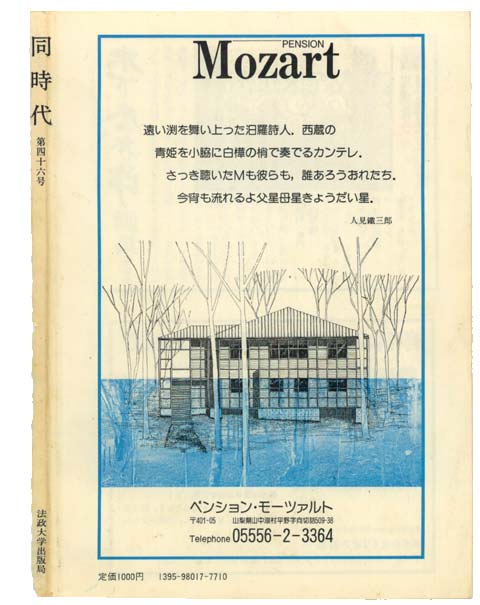 同時代
第四十六号
法政大学出版局
PENSION
Mozart
遠い渕を舞い上った汨羅詩人．西蔵の
青姫を小脇に白樺の梢で奏でるカンテレ．
さっき聴いたMも彼らも，誰あろうおれたち．
今宵も流れるよ父星母星きょうだい星．
人見鐵三郎
ペンション・モーツァルト
〒401-05 山梨県山中湖村平野字向切詰509-38
Telephone 05556-2-3364
定価1000円 1395-98017-7710